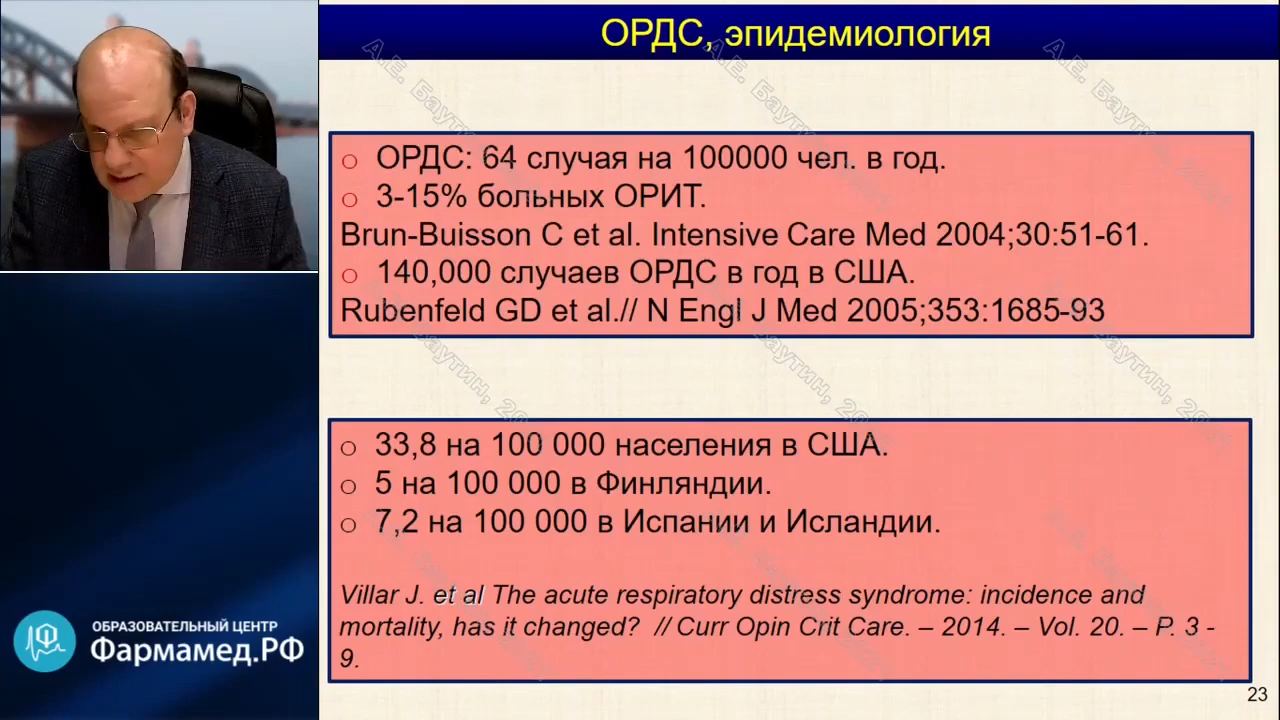 ОРДС, эпидемиология
ОРДС: 64 случая на 100000 чел. в год.
3-15% больных ОРИТ.
Brun-Buisson C et al. Intensive Care Med 2004;30:51-61.
140,000 случаев ОРДС в год в США.
Rubenfeld GD et al.// N Engl J Med 2005;353:1685-93
33,8 на 100 000 населения в США.
5 на 100 000 в Финляндии.
7,2 на 100 000 в Испании и Исландии.
Villar J. et al The acute respiratory distress syndrome: incidence and
mortality, has it changed? // Curr Opin Crit Care. – 2014. – Vol. 20. – P. 3 -
9.
23
ОБРАЗОВАТЕЛЬНЫЙ ЦЕНТР
Фармамед.РФ